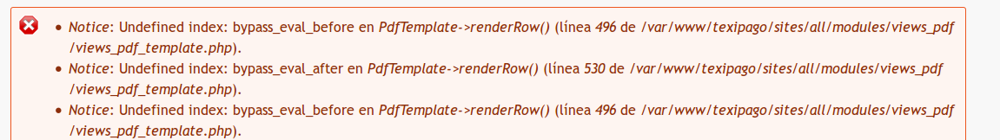 • Notice: Undefined index: bypass_eval_before en PdfTemplate->renderRow() (línea 496 de /var/www/texipago/sites/all/modules/views_pdf
/views_pdf_template.php).
• Notice: Undefined index: bypass_eval_after en PdfTemplate->renderRow() (línea 530 de /var/www/texipago/sites/all/modules/views_pdf
/views_pdf_template.php).
• Notice: Undefined index: bypass_eval_before en PdfTemplate->renderRow() (línea 496 de /var/www/texipago/sites/all/modules/views_pdf
/views_pdf_template.php).